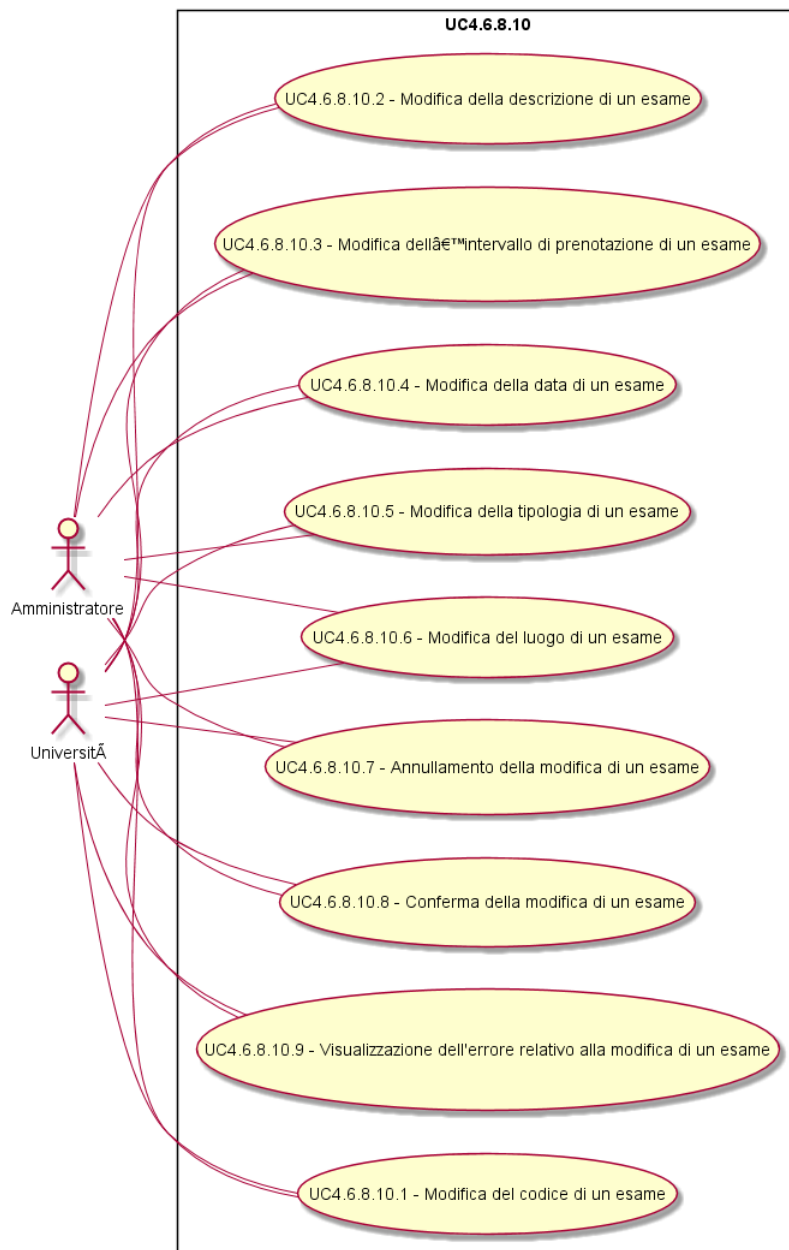 UC4.6.8.10
UC4.6.8.10.2 - Modifica della descrizione di un esame
UC4.6.8.10.3 - Modifica dellâ€™intervallo di prenotazione di un esame
UC4.6.8.10.4 - Modifica della data di un esame
UC4.6.8.10.5 - Modifica della tipologia di un esame
Amministratore
UC4.6.8.10.6 - Modifica del luogo di un esame
UniversitÃ
UC4.6.8.10.7 - Annullamento della modifica di un esame
UC4.6.8.10.8 - Conferma della modifica di un esame
UC4.6.8.10.9 - Visualizzazione dell'errore relativo alla modifica di un esame
UC4.6.8.10.1 - Modifica del codice di un esame